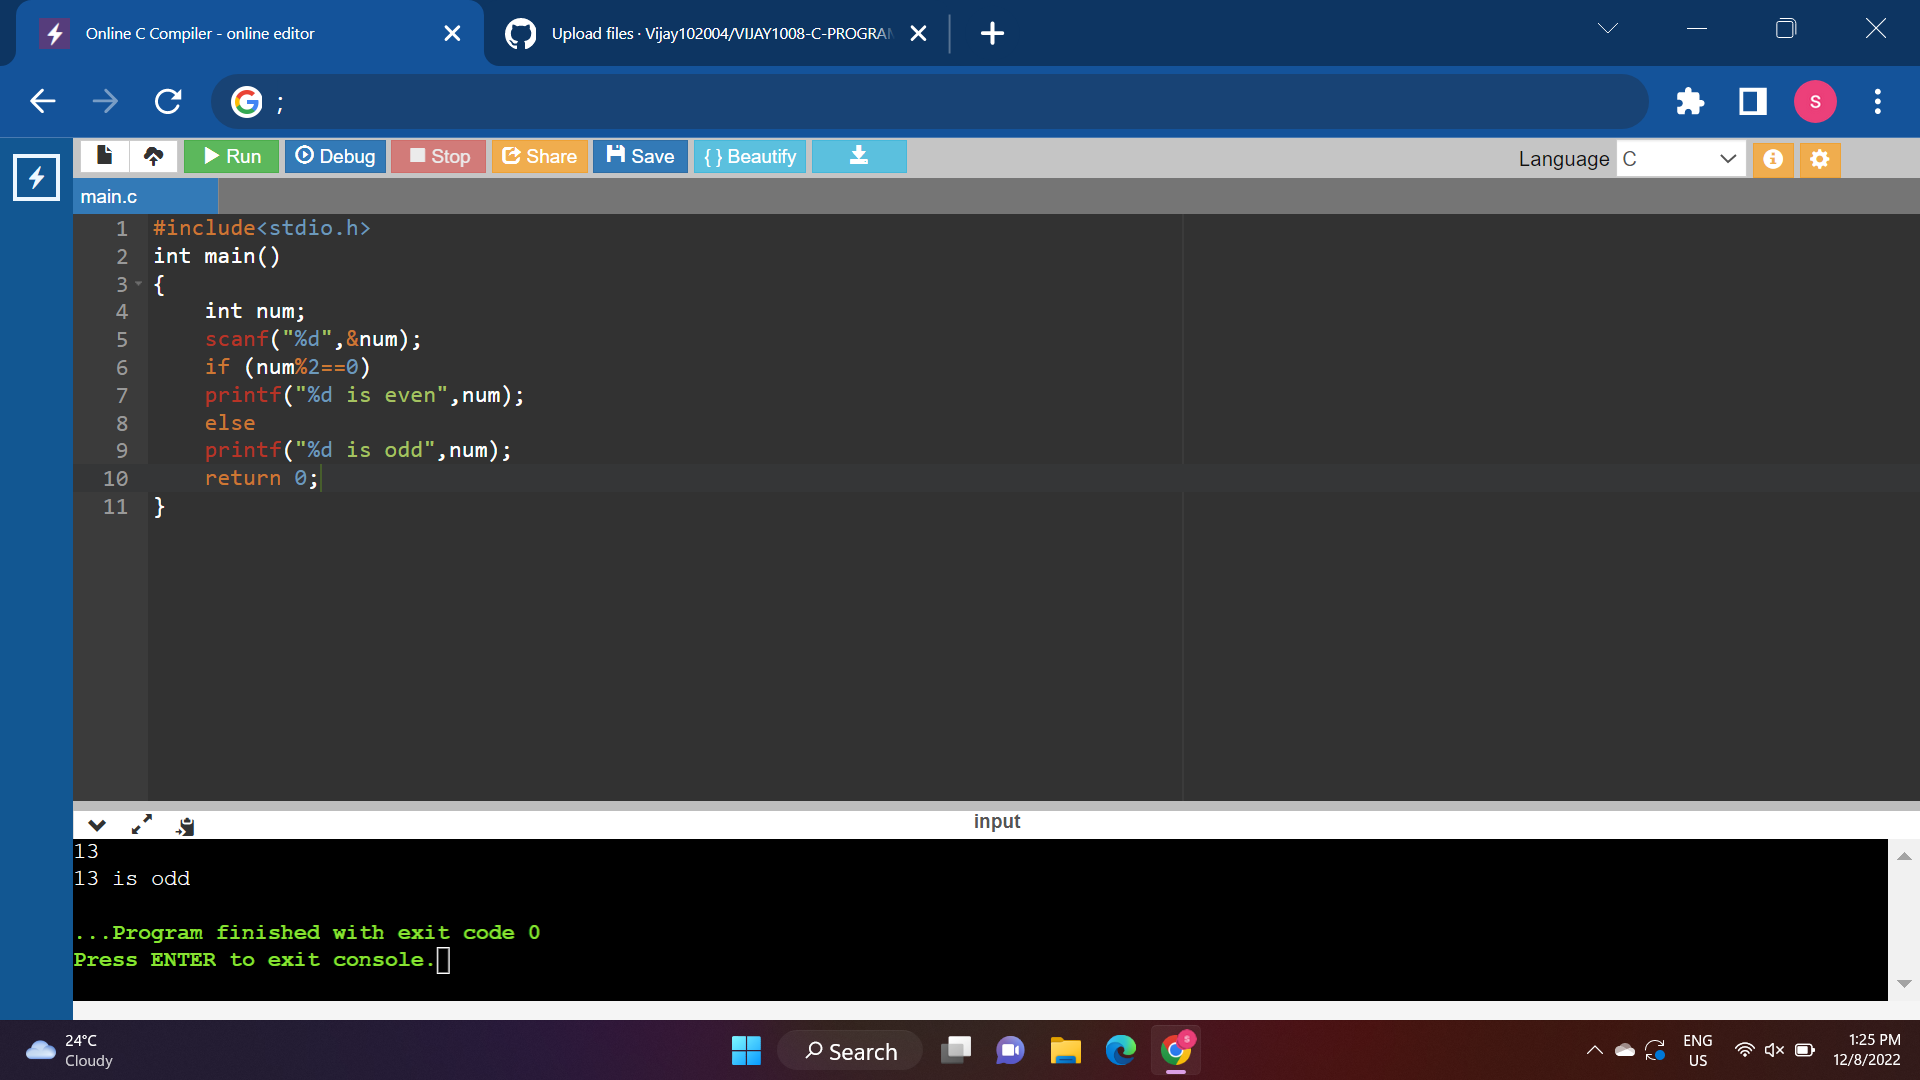 Online C Compiler - online editor
Upload files · Vijay102004/VIJAY1008-C-PROGRAM
;
S
Run Debug Stop Share Save { } Beautify
Language C
main.c
1 #include<stdio.h>
2 int main()
3 {
4 int num;
5 scanf("%d",&num);
6 if (num%2==0)
7 printf("%d is even",num);
8 else
9 printf("%d is odd",num);
10 return 0;
11 }
input
13
13 is odd
...Program finished with exit code 0
Press ENTER to exit console.
24°C
Cloudy
Search
ENG
US
1:25 PM
12/8/2022